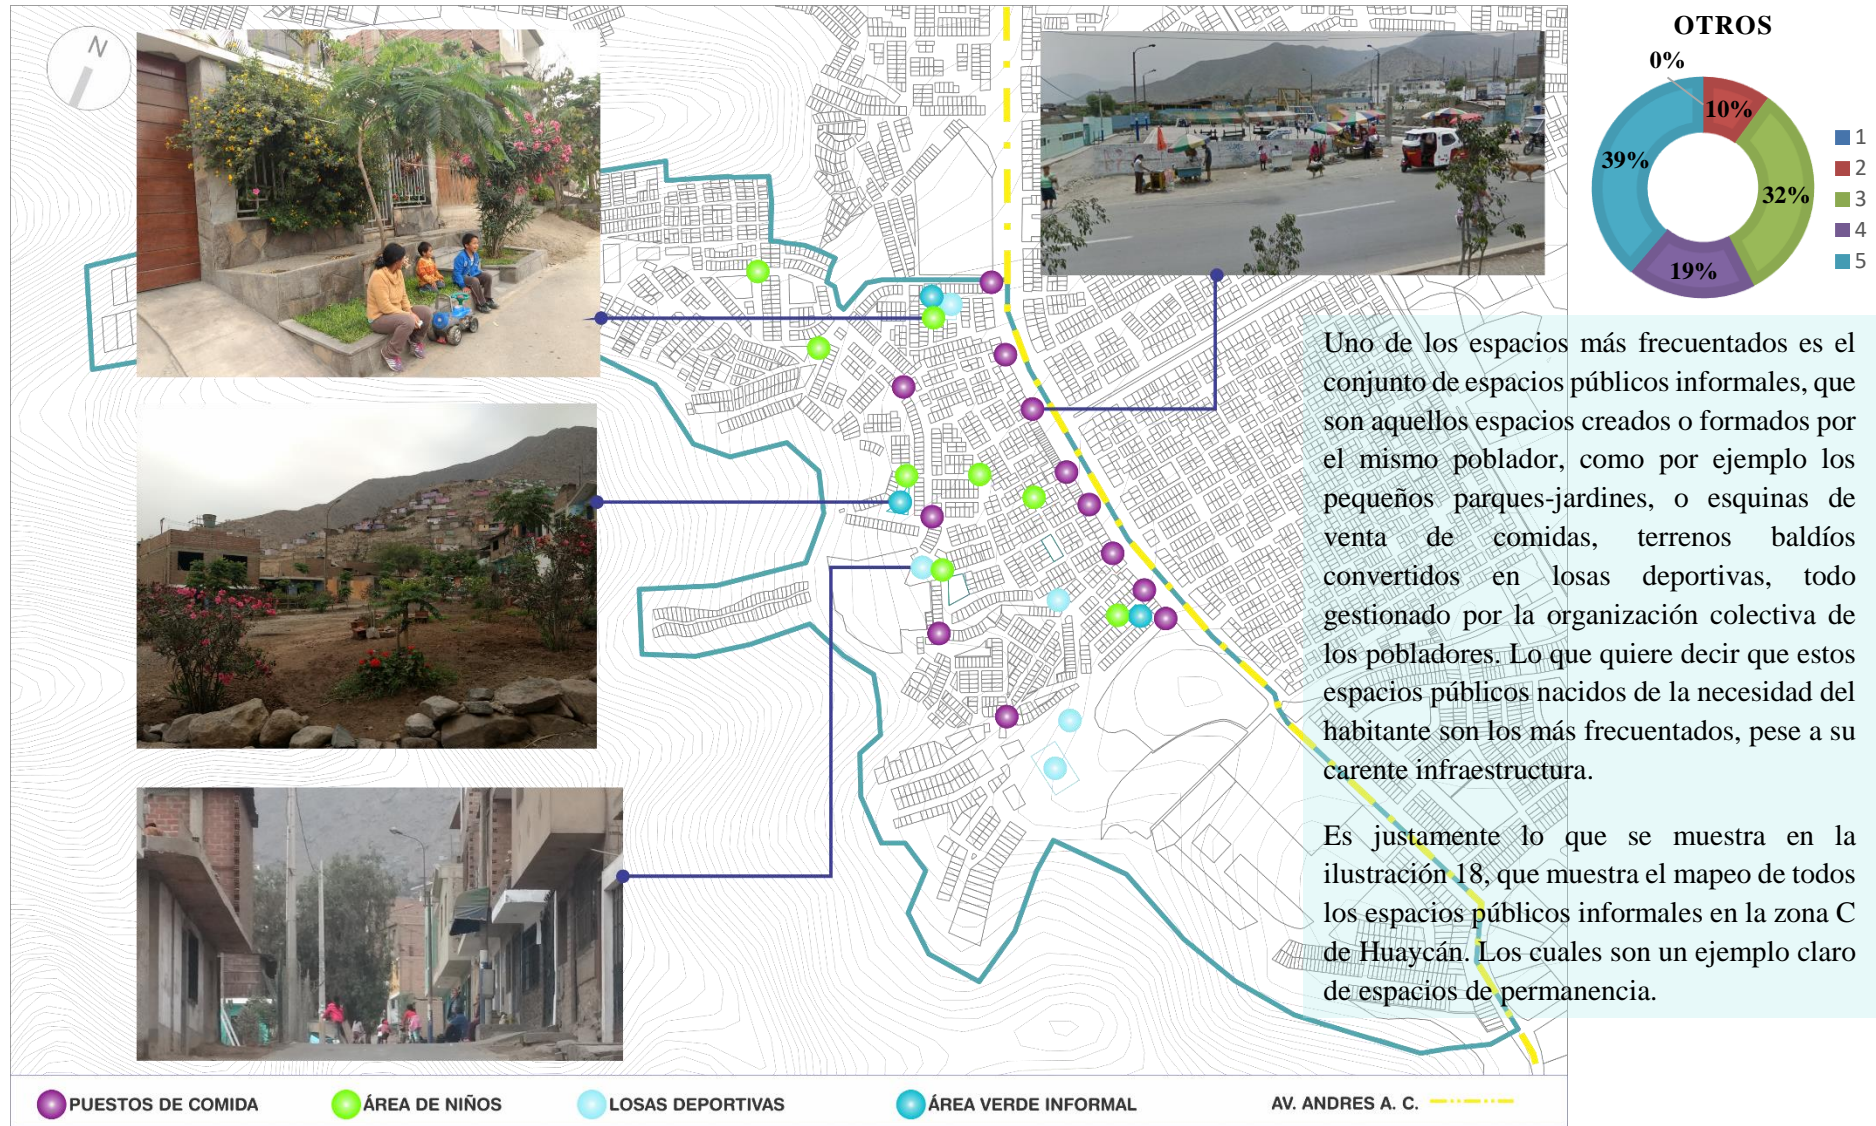 N
OTROS
0%
10%
39%
32%
19%
1
2
3
4
5
Uno de los espacios más frecuentados es el
conjunto de espacios públicos informales, que
son aquellos espacios creados o formados por
el mismo poblador, como por ejemplo los
pequeños parques-jardines, o esquinas de
venta de comidas, terrenos baldíos
convertidos en losas deportivas, todo
gestionado por la organización colectiva de
los pobladores. Lo que quiere decir que estos
espacios públicos nacidos de la necesidad del
habitante son los más frecuentados, pese a su
carente infraestructura.
Es justamente lo que se muestra en la
ilustración 18, que muestra el mapeo de todos
los espacios públicos informales en la zona C
de Huaycán. Los cuales son un ejemplo claro
de espacios de permanencia.
PUESTOS DE COMIDA
ÁREA DE NIÑOS
LOSAS DEPORTIVAS
ÁREA VERDE INFORMAL
AV. ANDRES A. C.